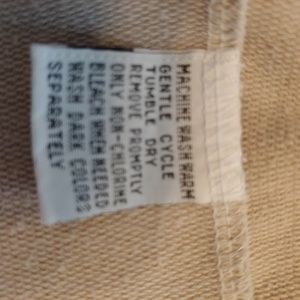 MACHINE WASH WARM
GENTLE CYCLE
TUMBLE DRY
REMOVE PROMPTLY
ONLY NON-CHLORINE
BLEACH WHEN NEEDED
WASH DARK COLORS
SEPARATELY